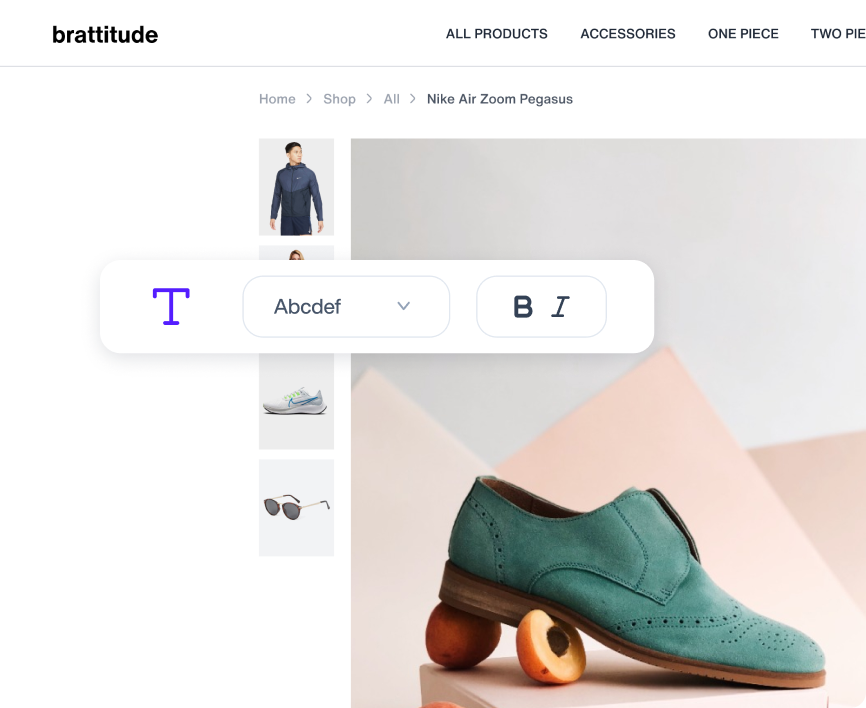 brattitude
ALL PRODUCTS ACCESSORIES ONE PIECE TWO PIE
Home > Shop > All > Nike Air Zoom Pegasus
T Abcdef B I